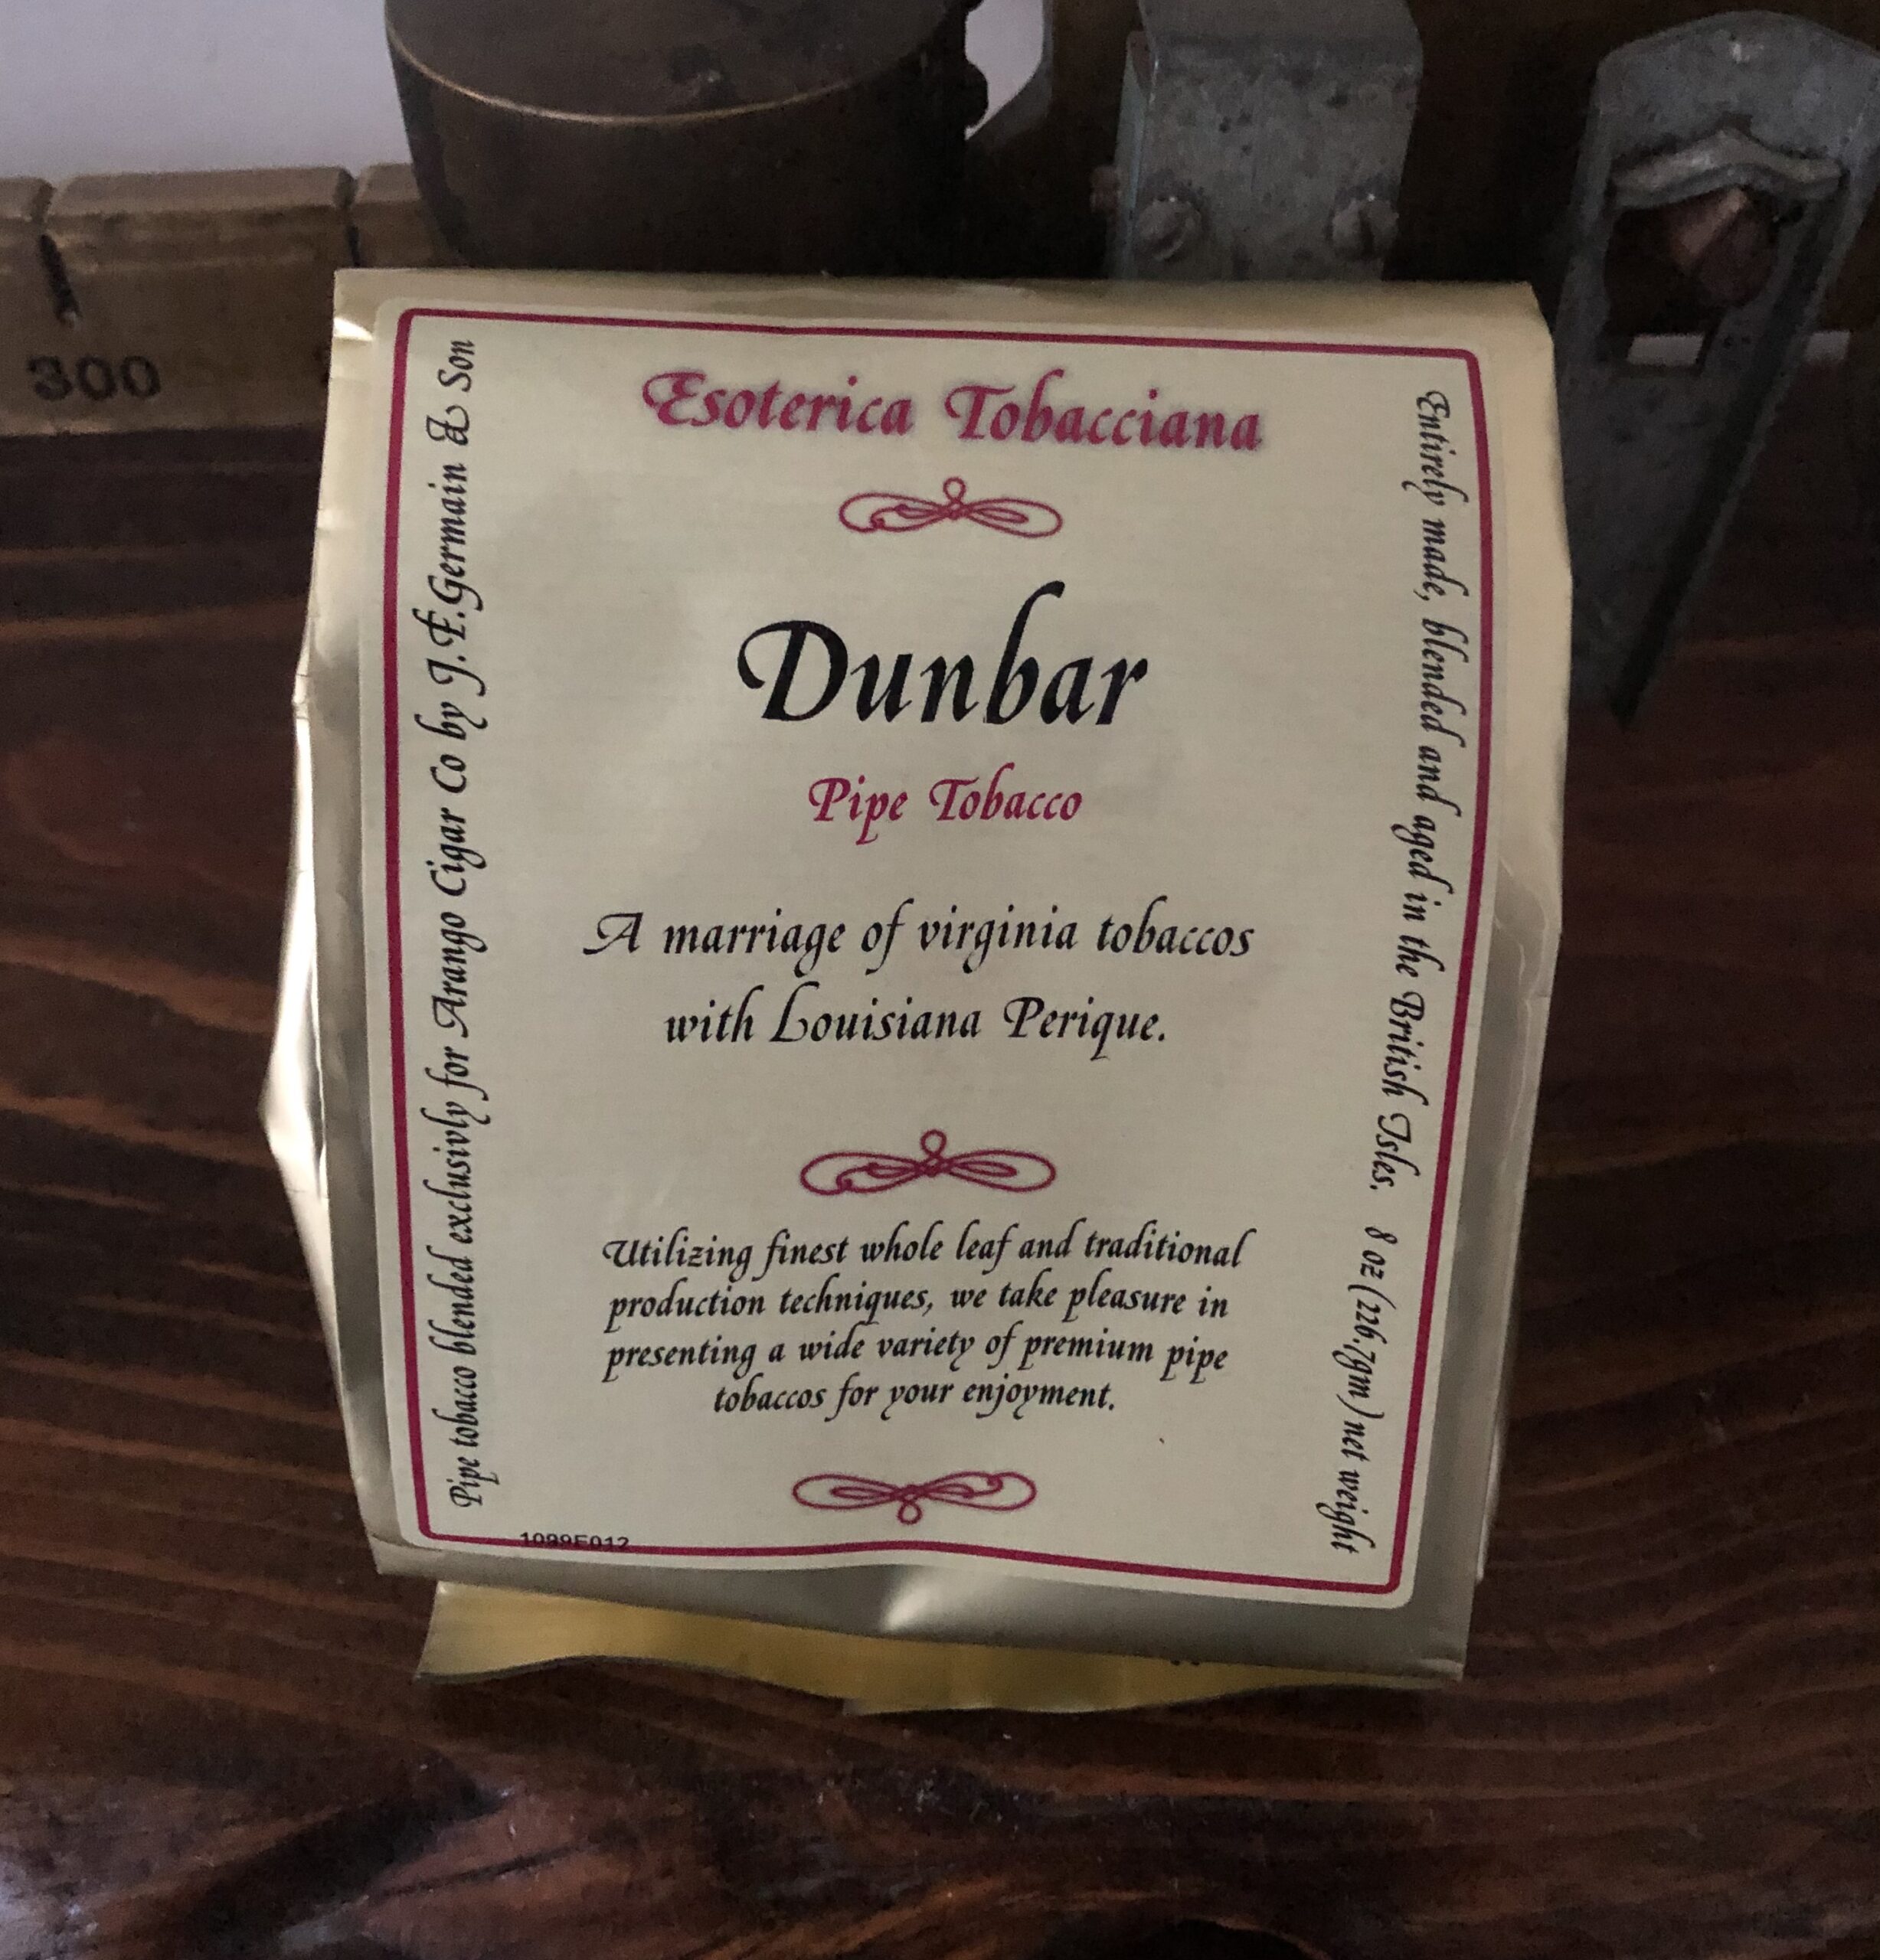 300
Esoterica Tobacciana
Dunbar
Pipe Tobacco
A marriage of virginia tobaccos
with Louisiana Perique.
Utilizing finest whole leaf and traditional
production techniques, we take pleasure in
presenting a wide variety of premium pipe
tobaccos for your enjoyment.
Pipe tobacco blended exclusivly for Arango Cigar Co by J.F.Germain & Son
Entirely made, blended and aged in the British Isles. 8 oz (226,7gm) net weight